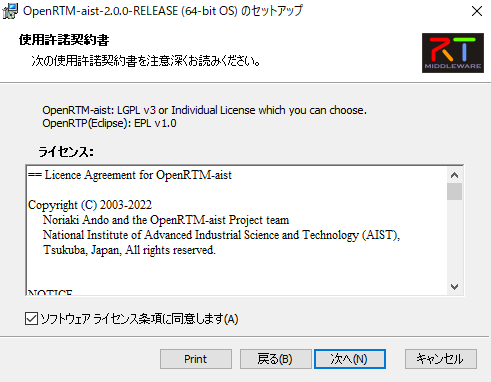 OpenRTM-aist-2.0.0-RELEASE (64-bit OS) のセットアップ
使用許諾契約書
次の使用許諾契約書を注意深くお読みください。
RT
MIDDLEWARE
OpenRTM-aist: LGPL v3 or Individual License which you can choose.
OpenRTP(Eclipse): EPL v1.0
ライセンス:
== Licence Agreement for OpenRTM-aist
Copyright (C) 2003-2022
Noriaki Ando and the OpenRTM-aist Project team
National Institute of Advanced Industrial Science and Technology (AIST),
Tsukuba, Japan, All rights reserved.
NOTICE
ソフトウェア ライセンス条項に同意します(A)
Print
戻る(B)
次へ(N)
キャンセル